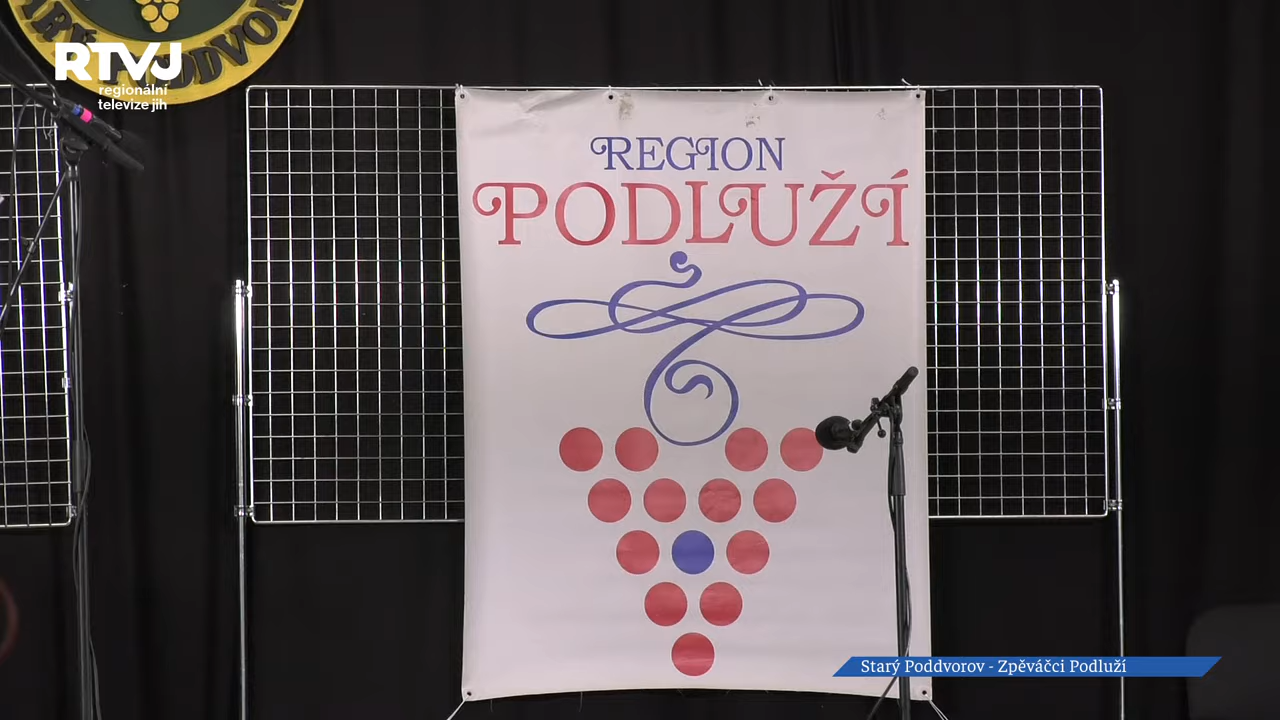 RTVJ
regionální
televize jih
REGION
PODLUŽÍ
Starý Poddvorov - Zpěváčci Podluží